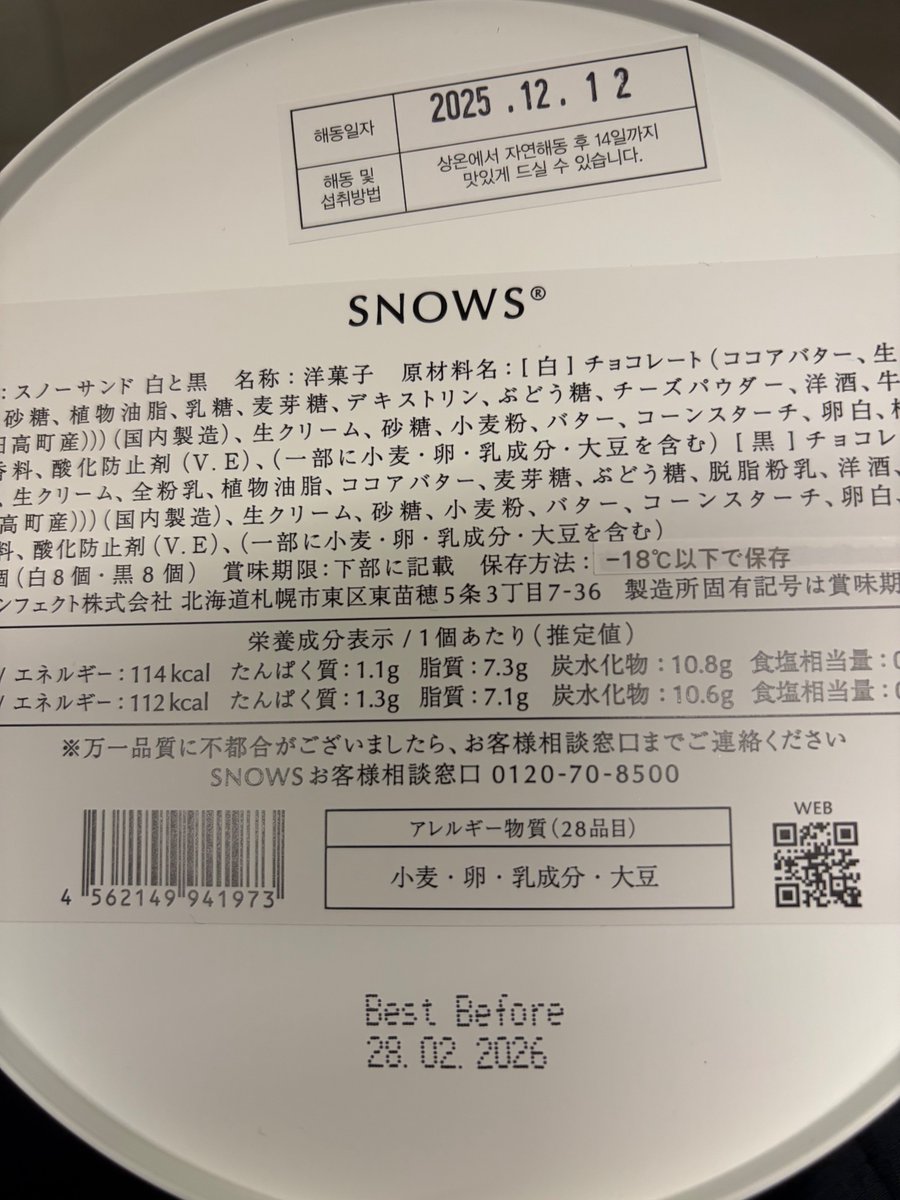 해동일자
2025 .12. 12
해동 및
섭취방법
상온에서 자연해동 후 14일까지
맛있게 드실 수 있습니다.
SNOWS®
:スノーサンド 白と黒 名称:洋菓子 原材料名:[白]チョコレート(ココアバター、生
砂糖、植物油脂、乳糖、麦芽糖、デキストリン、ぶどう糖、チーズパウダー、洋酒、牛
高町産)))(国内製造)、生クリーム、砂糖、小麦粉、バター、コーンスターチ、卵白、
香料、酸化防止剤(V.E)、(一部に小麦・卵・乳成分・大豆を含む)[黒]チョコレ
、生クリーム、全粉乳、植物油脂、ココアバター、麦芽糖、ぶどう糖、脱脂粉乳、洋酒、
高町産)))(国内製造)、生クリーム、砂糖、小麦粉、バター、コーンスターチ、卵白、
料、酸化防止剤(V.E)、(一部に小麦・卵・乳成分・大豆を含む)
個(白8個・黒8個) 賞味期限:下部に記載 保存方法:-18℃以下で保存
ンフェクト株式会社 北海道札幌市東区東苗穂5条3丁目7-36 製造所固有記号は賞味期
栄養成分表示/1個あたり(推定値)
/エネルギー:114kcal たんぱく質:1.1g 脂質:7.3g 炭水化物:10.8g 食塩相当量:0
/エネルギー:112kcal たんぱく質:1.3g 脂質:7.1g 炭水化物:10.6g 食塩相当量:0
※万一品質に不都合がございましたら、お客様相談窓口までご連絡ください
SNOWSお客様相談窓口 0120-70-8500
アレルギー物質(28品目)
小麦・卵・乳成分・大豆
WEB
4 562149 941973
Best Before
28.02.2026